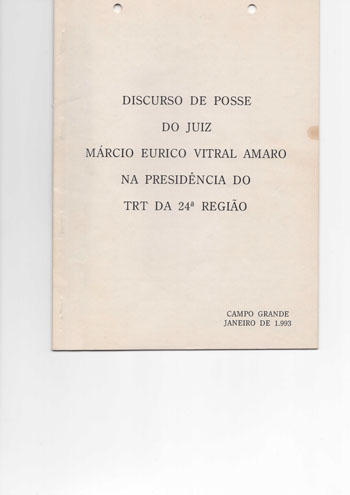 DISCURSO DE POSSE
DO JUIZ
MÁRCIO EURICO VITRAL AMARO
NA PRESIDÊNCIA DO
TRT DA 24ª REGIÃO
CAMPO GRANDE
JANEIRO DE 1.993